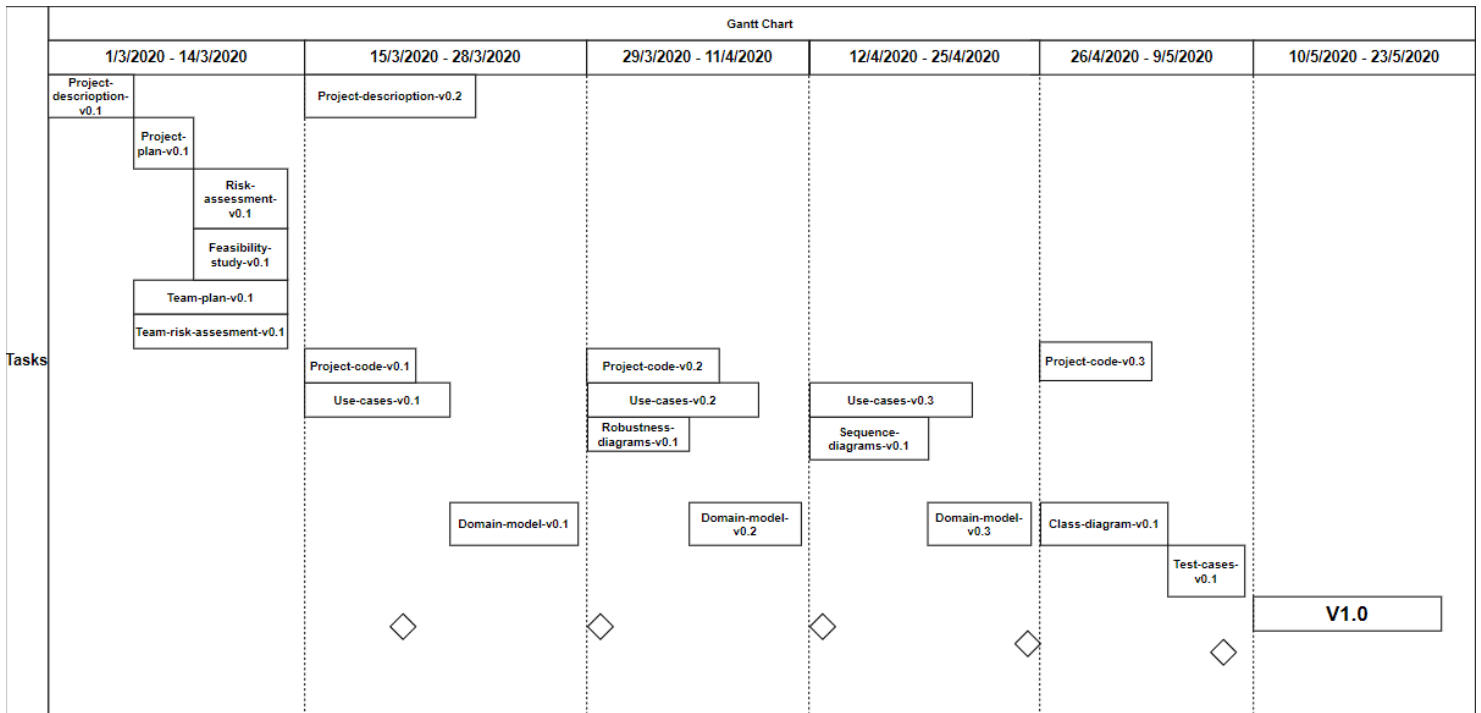 Gantt Chart
1/3/2020 - 14/3/2020
15/3/2020 - 28/3/2020
29/3/2020 - 11/4/2020
12/4/2020 - 25/4/2020
26/4/2020 - 9/5/2020
10/5/2020 - 23/5/2020
Project-
descrioption-
v0.1
Project-descrioption-v0.2
Project-
plan-v0.1
Risk-
assessment-
v0.1
Feasibility-
study-v0.1
Team-plan-v0.1
Team-risk-assesment-v0.1
Tasks
Project-code-v0.1
Project-code-v0.2
Project-code-v0.3
Use-cases-v0.1
Use-cases-v0.2
Use-cases-v0.3
Robustness-
diagrams-v0.1
Sequence-
diagrams-v0.1
Domain-model-v0.1
Domain-model-
v0.2
Domain-model-
v0.3
Class-diagram-v0.1
Test-cases-
v0.1
V1.0